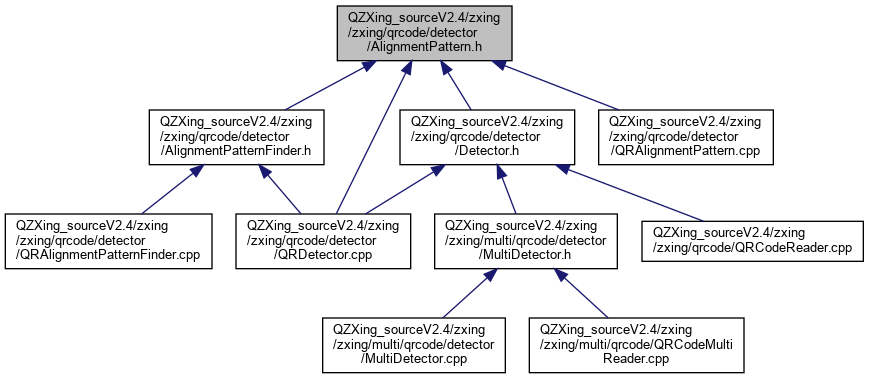 QZXing_sourceV2.4/zxing
/zxing/qrcode/detector
/AlignmentPattern.h
QZXing_sourceV2.4/zxing
/zxing/qrcode/detector
/AlignmentPatternFinder.h
QZXing_sourceV2.4/zxing
/zxing/qrcode/detector
/Detector.h
QZXing_sourceV2.4/zxing
/zxing/qrcode/detector
/QRAlignmentPattern.cpp
QZXing_sourceV2.4/zxing
/zxing/qrcode/detector
/QRAlignmentPatternFinder.cpp
QZXing_sourceV2.4/zxing
/zxing/qrcode/detector
/QRDetector.cpp
QZXing_sourceV2.4/zxing
/zxing/multi/qrcode/detector
/MultiDetector.h
QZXing_sourceV2.4/zxing
/zxing/qrcode/QRCodeReader.cpp
QZXing_sourceV2.4/zxing
/zxing/multi/qrcode/detector
/MultiDetector.cpp
QZXing_sourceV2.4/zxing
/zxing/multi/qrcode/QRCodeMulti
Reader.cpp